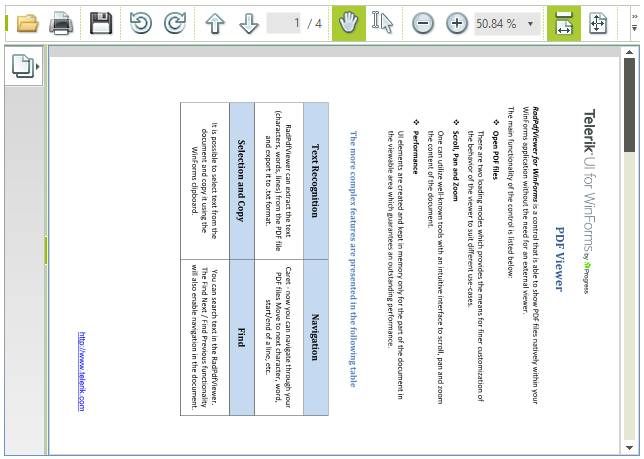 1 / 4
50.84 %
Telerik UI for WinForms by Progress
PDF Viewer
RadPdfViewer for WinForms is a control that is able to show PDF files natively within your
WinForms application without the need for an external viewer.
The main functionality of the control is listed below:
❖ Open PDF files
There are two loading modes which provides the means for finer customization of
the behavior of the viewer to suit different use-cases.
❖ Scroll, Pan and Zoom
One can utilize well-known tools with an intuitive interface to scroll, pan and zoom
the content of the document.
❖ Performance
UI elements are created and kept in memory only for the part of the document in
the viewable area which guarantees an outstanding performance.
The more complex features are presented in the following table
Text Recognition
Navigation
RadPdfViewer can extract the text
(characters, words, lines) from the PDF file
and export it to .txt format.
Caret - now you can navigate through your
PDF files Move to next character, word,
start/end of a line, etc.
Selection and Copy
Find
It is possible to select text from the
document and copy it using the
WinForms clipboard.
You can search text in the RadPdfViewer.
The Find Next / Find Previous functionality
will also enable navigation in the document.
http://www.telerik.com